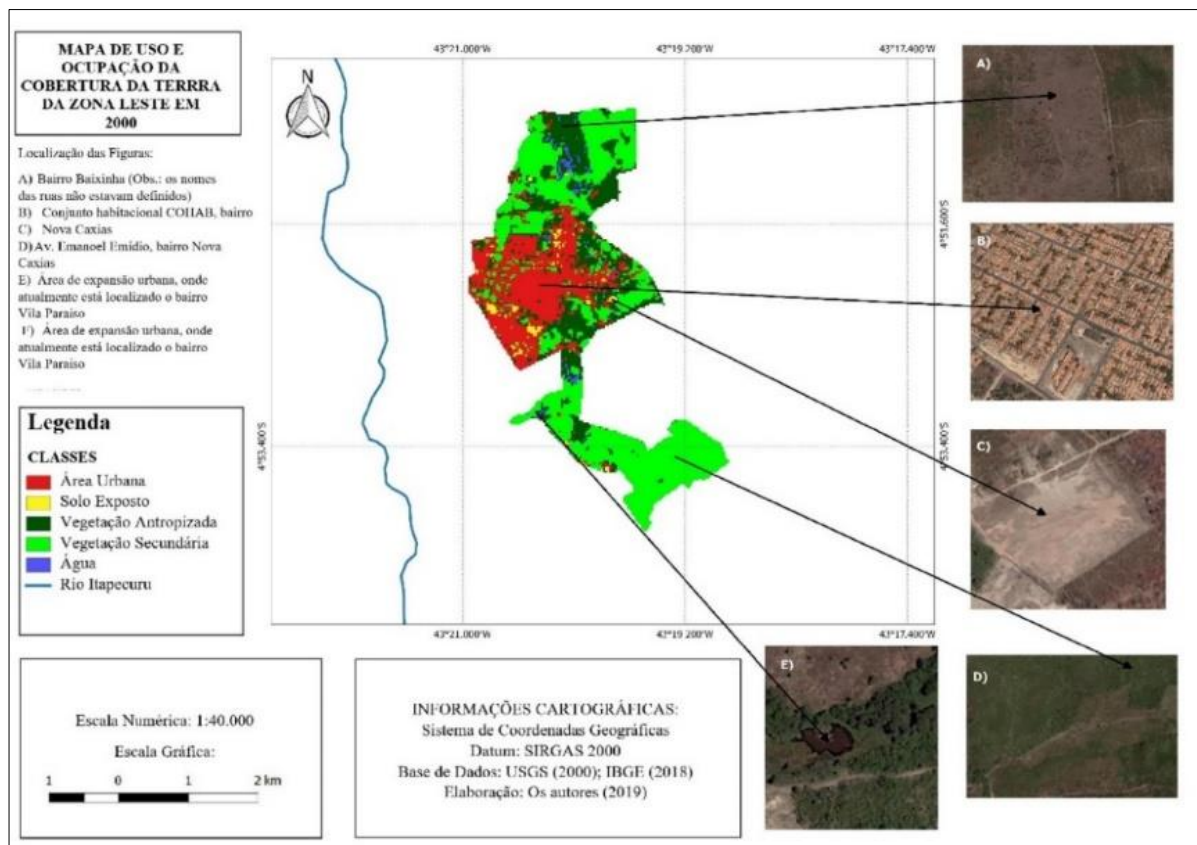 MAPA DE USO E
OCUPAÇÃO DA
COBERTURA DA TERRRA
DA ZONA LESTE EM
2000
Localização das Figuras:
A) Bairro Baixinha (Obs.: os nomes
das ruas não estavam definidos)
B) Conjunto habitacional COHAB, bairro
C) Nova Caxias
D) Av. Emanoel Emídio, bairro Nova
Caxias
E) Área de expansão urbana, onde
atualmente está localizado o bairro
Vila Paraíso
F) Área de expansão urbana, onde
atualmente está localizado o bairro
Vila Paraíso
Legenda
CLASSES
Área Urbana
Solo Exposto
Vegetação Antropizada
Vegetação Secundária
Água
Rio Itapecuru
N
43°21.000'W
43°19.200'W
43°17.400'W
4°51.600'S
4°51.600'S
4°53.400'S
4°53.400'S
43°21.000'W
43°19.200'W
43°17.400'W
A)
B)
C)
D)
E)
Escala Numérica: 1:40.000
Escala Gráfica:
1 0 1 2 km
INFORMAÇÕES CARTOGRÁFICAS:
Sistema de Coordenadas Geográficas
Datum: SIRGAS 2000
Base de Dados: USGS (2000); IBGE (2018)
Elaboração: Os autores (2019)